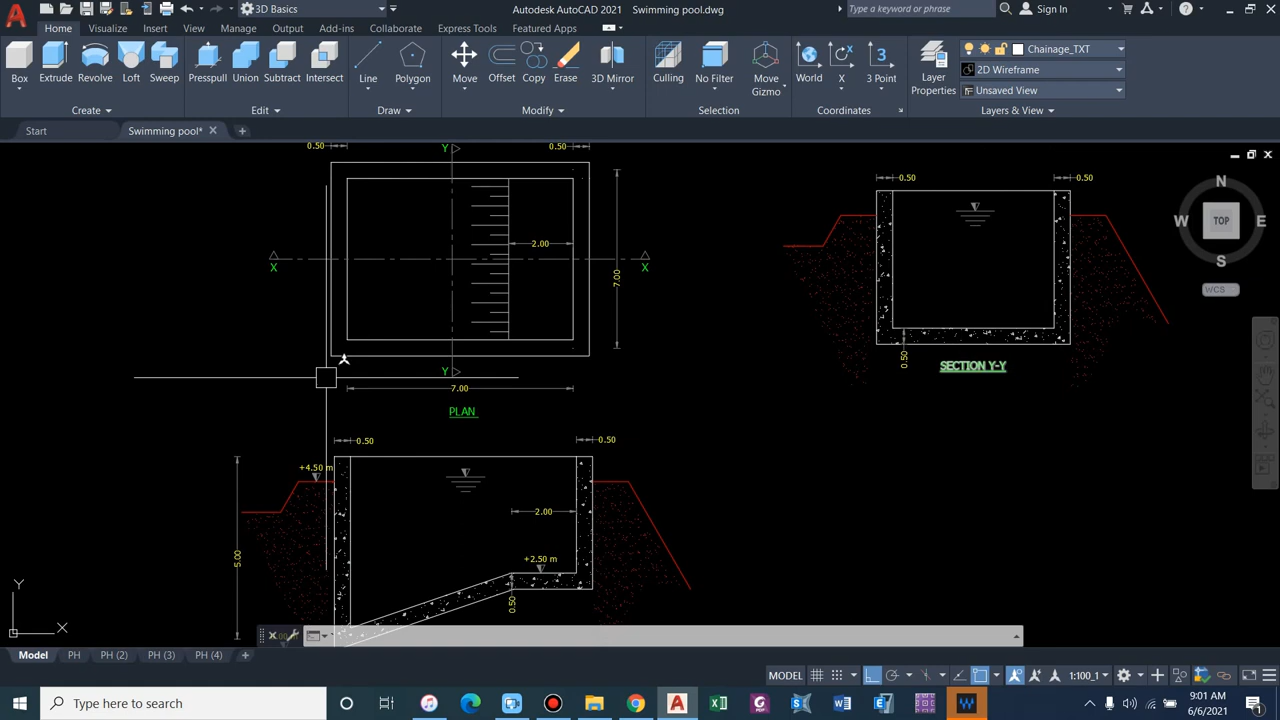 3D Basics
Autodesk AutoCAD 2021 Swimming pool.dwg
Type a keyword or phrase
Sign In
Home Visualize Insert View Manage Output Add-ins Collaborate Express Tools Featured Apps
Box Extrude Revolve Loft Sweep Presspull Union Subtract Intersect Line Polygon Move Offset Copy Erase 3D Mirror Culling No Filter Move Gizmo World X 3 Point Layer Properties
Chainage_TXT
2D Wireframe
Unsaved View
Create Edit Draw Modify Selection Coordinates Layers & View
Start Swimming pool*
0.50 Y 0.50
0.50 0.50
N
W TOP E
S
WCS
2.00
X X
7.00
Y
7.00
PLAN
0.50
SECTION Y-Y
0.50 0.50
+4.50 m
2.00
5.00
+2.50 m
0.50
Y
X
Model PH PH (2) PH (3) PH (4)
MODEL 1:100_1
Type here to search
9:01 AM
6/6/2021